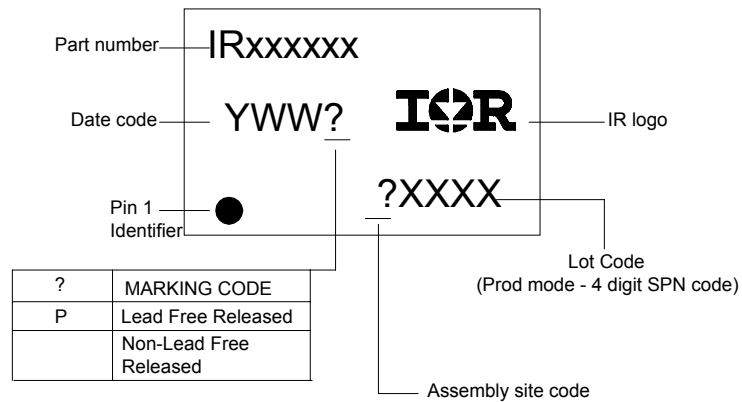 Part number
IRxxxxxx
Date code
YWW?
IOR
IR logo
?XXXX
Pin 1
Identifier
Lot Code
(Prod mode - 4 digit SPN code)
? MARKING CODE
P Lead Free Released
Non-Lead Free
Released
Assembly site code